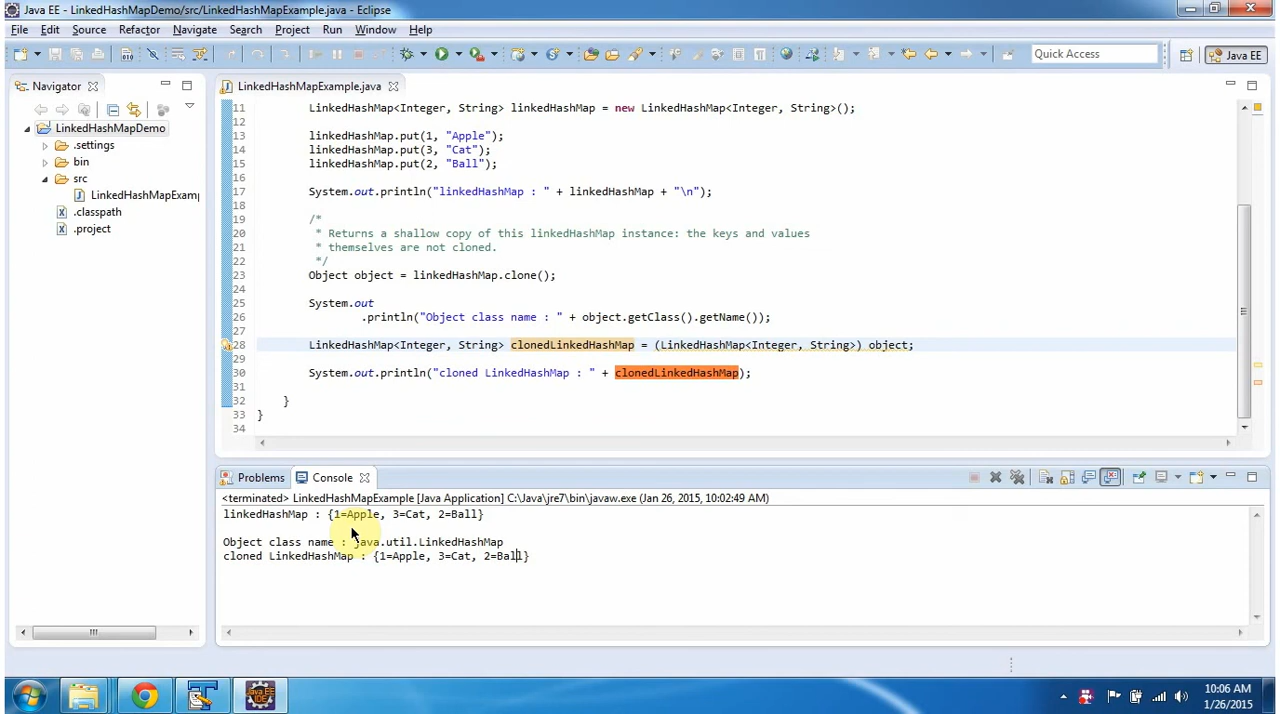 Java EE - LinkedHashMapDemo/src/LinkedHashMapExample.java - Eclipse
File Edit Source Refactor Navigate Search Project Run Window Help
Quick Access
Java EE
Navigator
LinkedHashMapDemo
.settings
bin
src
LinkedHashMapExamp
.classpath
.project
LinkedHashMapExample.java
11 LinkedHashMap<Integer, String> linkedHashMap = new LinkedHashMap<Integer, String>();
12
13 linkedHashMap.put(1, "Apple");
14 linkedHashMap.put(3, "Cat");
15 linkedHashMap.put(2, "Ball");
16
17 System.out.println("linkedHashMap : " + linkedHashMap + "\n");
18
19 /*
20 * Returns a shallow copy of this linkedHashMap instance: the keys and values
21 * themselves are not cloned.
22 */
23 Object object = linkedHashMap.clone();
24
25 System.out
26 .println("Object class name : " + object.getClass().getName());
27
28 LinkedHashMap<Integer, String> clonedLinkedHashMap = (LinkedHashMap<Integer, String>) object;
29
30 System.out.println("cloned LinkedHashMap : " + clonedLinkedHashMap);
31
32 }
33 }
34
Problems Console
<terminated> LinkedHashMapExample [Java Application] C:\Java\jre7\bin\javaw.exe (Jan 26, 2015, 10:02:49 AM)
linkedHashMap : {1=Apple, 3=Cat, 2=Ball}
Object class name : java.util.LinkedHashMap
cloned LinkedHashMap : {1=Apple, 3=Cat, 2=Ball}
Java EE
IDE
10:06 AM
1/26/2015